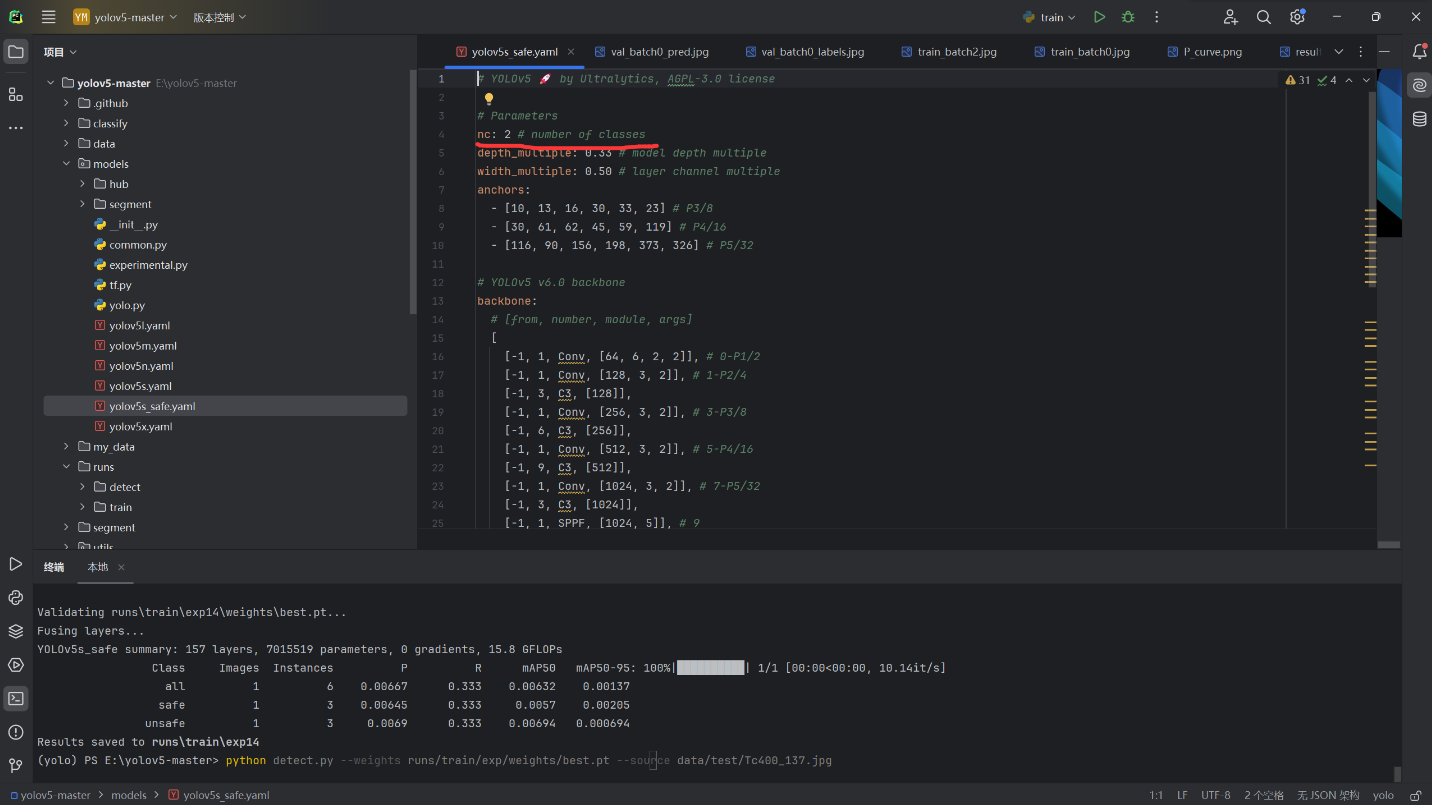 YM yolov5-master 版本控制 train
项目
yolov5s_safe.yaml val_batch0_pred.jpg val_batch0_labels.jpg train_batch2.jpg train_batch0.jpg P_curve.png
yolov5-master E:\yolov5-master
.github
classify
data
models
hub
segment
__init__.py
common.py
experimental.py
tf.py
yolo.py
yolov5l.yaml
yolov5m.yaml
yolov5n.yaml
yolov5s.yaml
yolov5s_safe.yaml
yolov5x.yaml
my_data
runs
detect
train
segment
utils
31 4
1 # YOLOv5 🚀 by Ultralytics, AGPL-3.0 license
2
3 # Parameters
4 nc: 2 # number of classes
5 depth_multiple: 0.33 # model depth multiple
6 width_multiple: 0.50 # layer channel multiple
7 anchors:
8 - [10, 13, 16, 30, 33, 23] # P3/8
9 - [30, 61, 62, 45, 59, 119] # P4/16
10 - [116, 90, 156, 198, 373, 326] # P5/32
11
12 # YOLOv5 v6.0 backbone
13 backbone:
14 # [from, number, module, args]
15 [
16 [-1, 1, Conv, [64, 6, 2, 2]], # 0-P1/2
17 [-1, 1, Conv, [128, 3, 2]], # 1-P2/4
18 [-1, 3, C3, [128]],
19 [-1, 1, Conv, [256, 3, 2]], # 3-P3/8
20 [-1, 6, C3, [256]],
21 [-1, 1, Conv, [512, 3, 2]], # 5-P4/16
22 [-1, 9, C3, [512]],
23 [-1, 1, Conv, [1024, 3, 2]], # 7-P5/32
24 [-1, 3, C3, [1024]],
25 [-1, 1, SPPF, [1024, 5]], # 9
终端 本地
Validating runs\train\exp14\weights\best.pt...
Fusing layers...
YOLOv5s_safe summary: 157 layers, 7015519 parameters, 0 gradients, 15.8 GFLOPs
Class Images Instances P R mAP50 mAP50-95: 100%|██████████| 1/1 [00:00<00:00, 10.14it/s]
all 1 6 0.00667 0.333 0.00632 0.00137
safe 1 3 0.00645 0.333 0.0057 0.00205
unsafe 1 3 0.0069 0.333 0.00694 0.000694
Results saved to runs\train\exp14
(yolo) PS E:\yolov5-master> python detect.py --weights runs/train/exp/weights/best.pt --source data/test/Tc400_137.jpg
yolov5-master > models > yolov5s_safe.yaml 1:1 LF UTF-8 2 个空格 无 JSON 架构 yolo